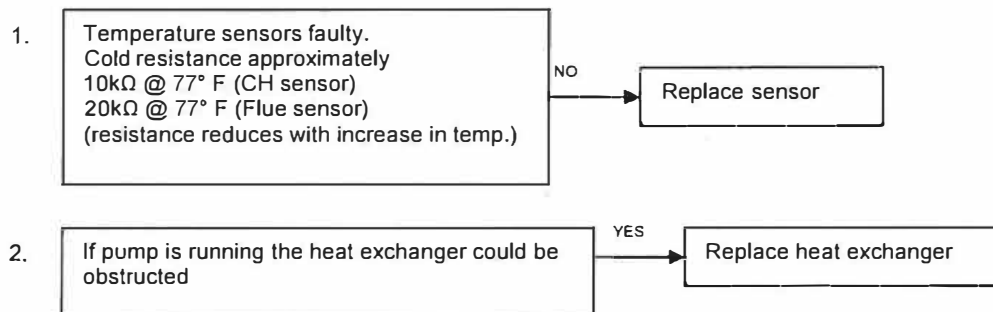 1.
Temperature sensors faulty.
Cold resistance approximately
10kΩ @ 77° F (CH sensor)
20kΩ @ 77° F (Flue sensor)
(resistance reduces with increase in temp.)
NO
Replace sensor
2.
If pump is running the heat exchanger could be
obstructed
YES
Replace heat exchanger